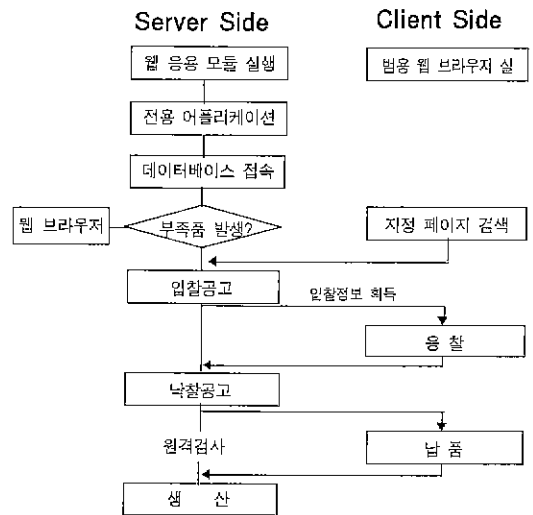 Server Side
Client Side
웹 응용 모듈 실행
범용 웹 브라우저 실
전용 어플리케이션
데이터베이스 접속
웹 브라우저
부족품 발생?
지정 페이지 검색
입찰공고
입찰정보 획득
응 찰
낙찰공고
원격검사
납 품
생 산